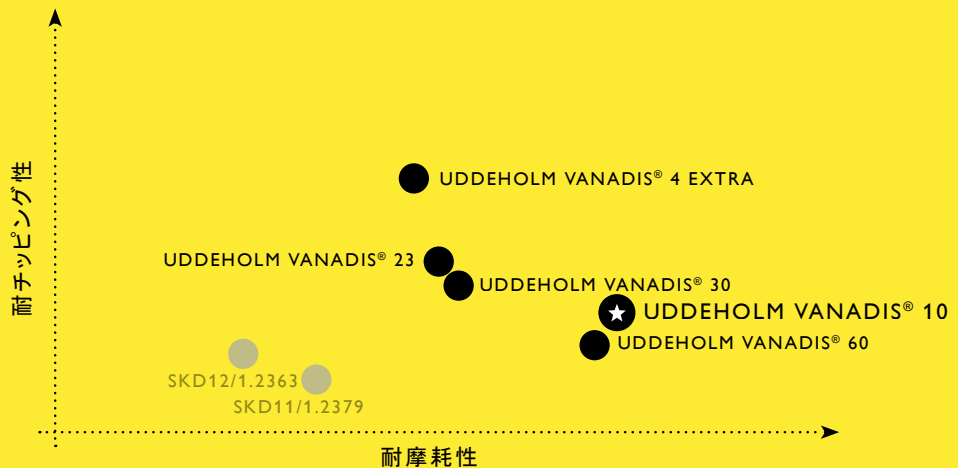 耐チッピング性
UDDEHOLM VANADIS® 4 EXTRA
UDDEHOLM VANADIS® 23
UDDEHOLM VANADIS® 30
UDDEHOLM VANADIS® 10
UDDEHOLM VANADIS® 60
SKD12/1.2363
SKD11/1.2379
耐摩耗性